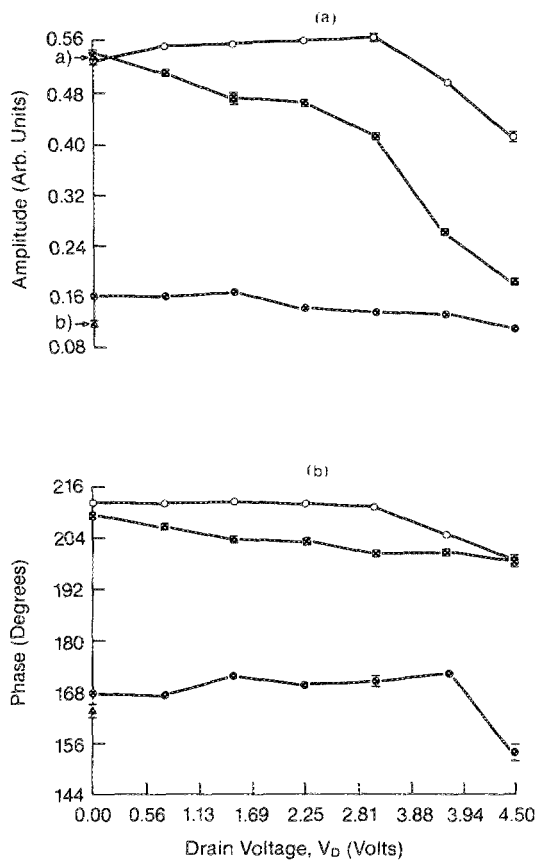 (a)
0.56
a)
0.48
0.40
0.32
0.24
0.16
b)
0.08
Amplitude (Arb. Units)
(b)
216
204
192
180
168
156
144
Phase (Degrees)
0.00 0.56 1.13 1.69 2.25 2.81 3.88 3.94 4.50
Drain Voltage, V_D (Volts)